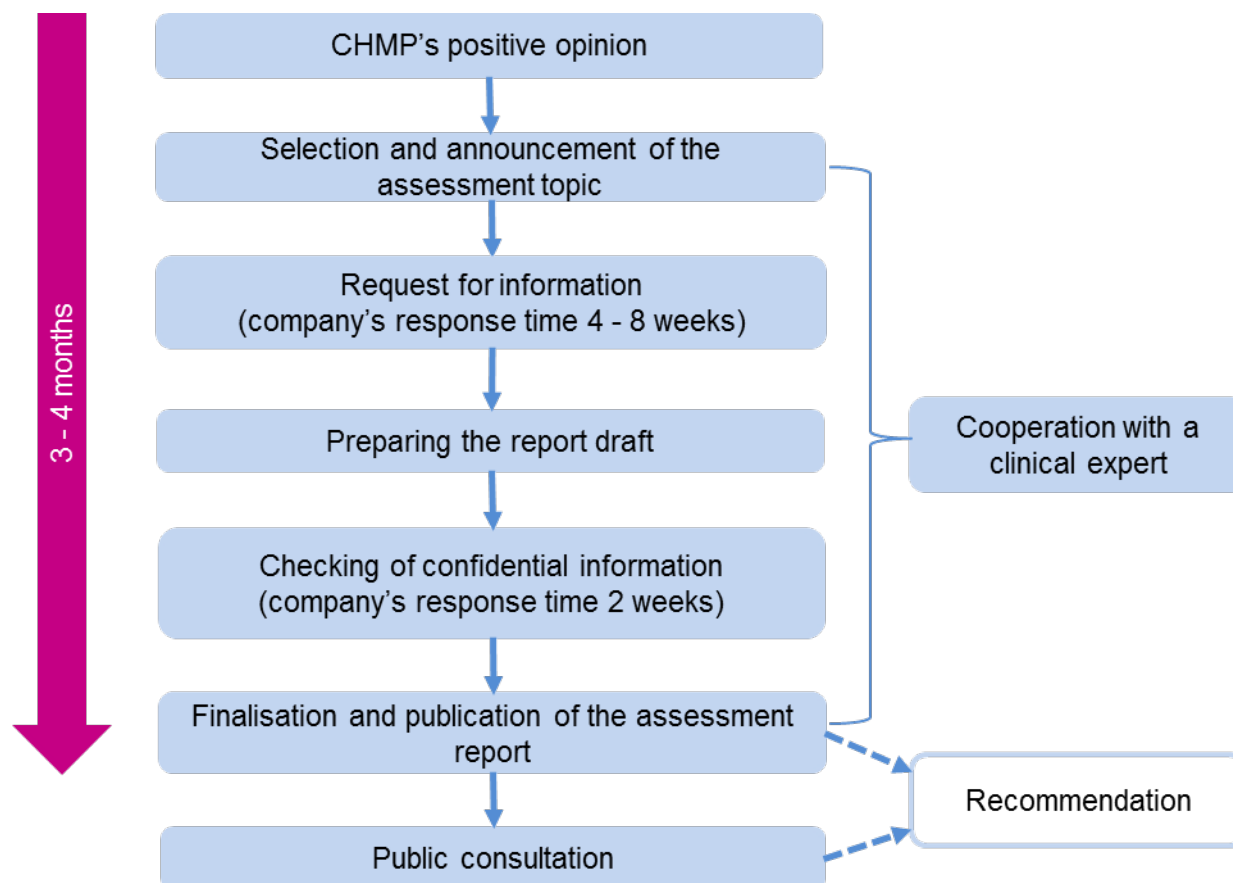 CHMP’s positive opinion
Selection and announcement of the
assessment topic
Request for information
(company’s response time 4 - 8 weeks)
3 - 4 months
Preparing the report draft
Cooperation with a
clinical expert
Checking of confidential information
(company’s response time 2 weeks)
Finalisation and publication of the assessment
report
Recommendation
Public consultation